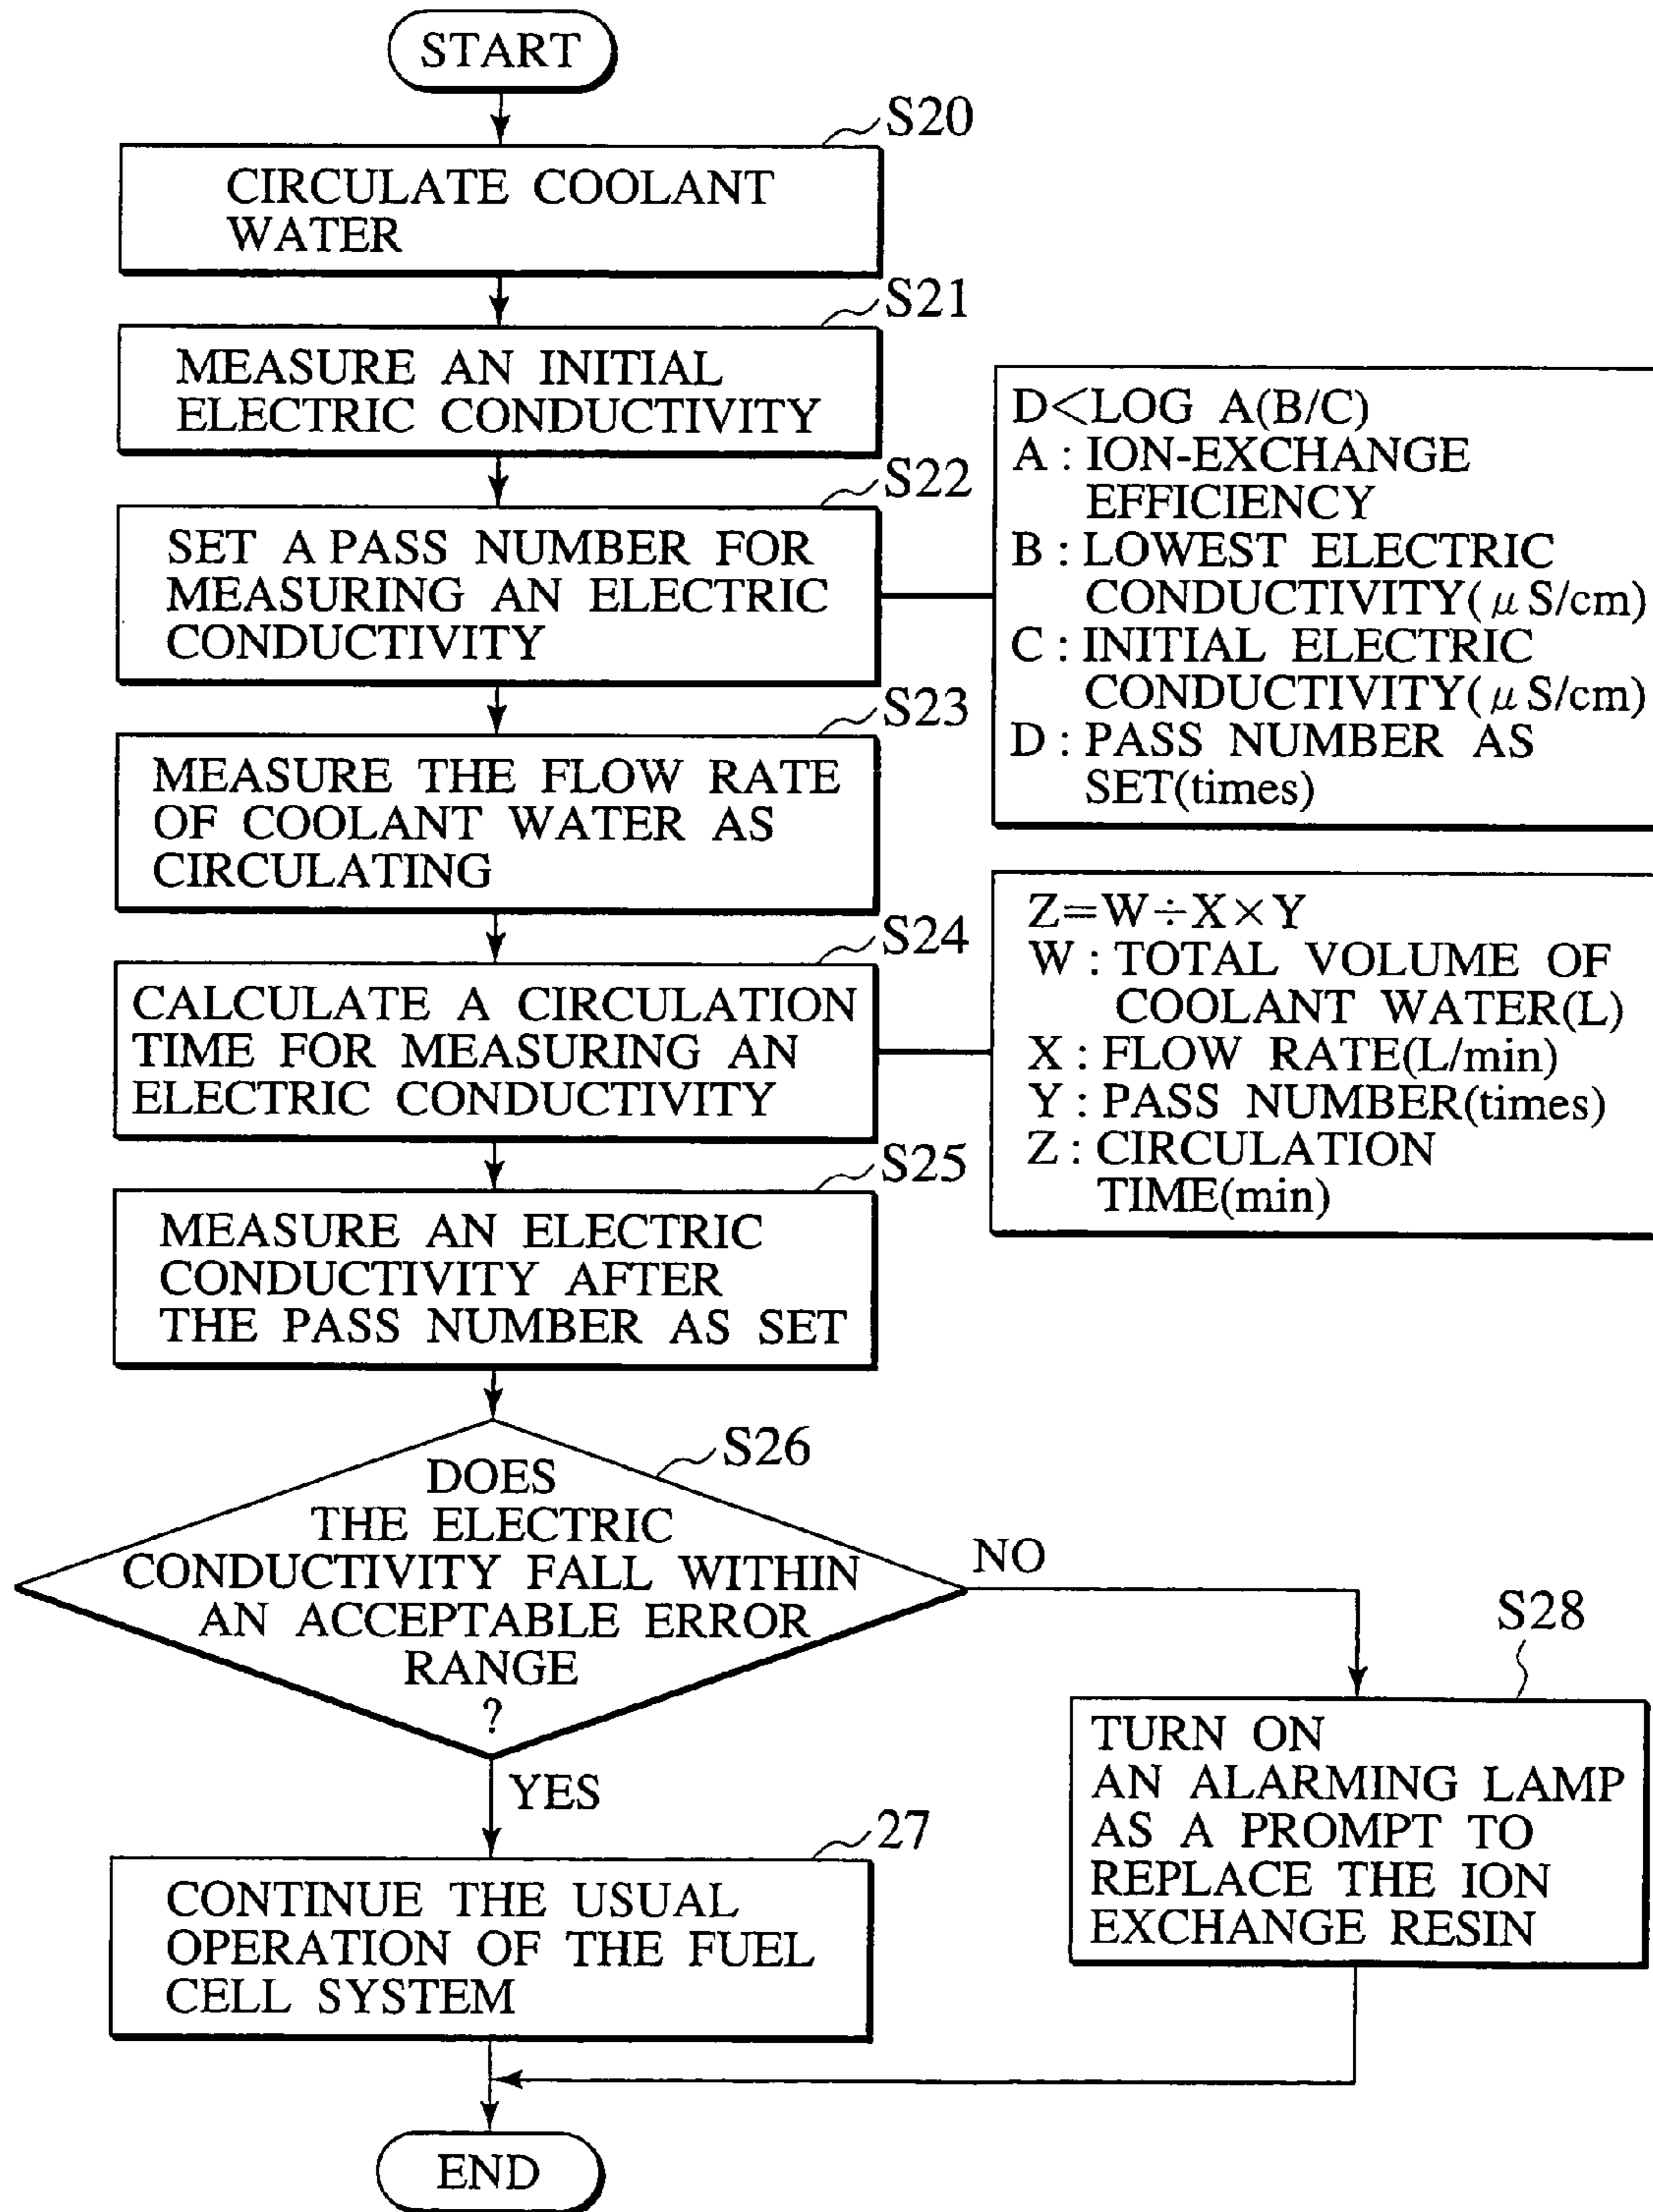 START
S20
CIRCULATE COOLANT
WATER
S21
MEASURE AN INITIAL
ELECTRIC CONDUCTIVITY
S22
SET A PASS NUMBER FOR
MEASURING AN ELECTRIC
CONDUCTIVITY
D<LOG A(B/C)
A : ION-EXCHANGE
EFFICIENCY
B : LOWEST ELECTRIC
CONDUCTIVITY(μS/cm)
C : INITIAL ELECTRIC
CONDUCTIVITY(μS/cm)
D : PASS NUMBER AS
SET(times)
S23
MEASURE THE FLOW RATE
OF COOLANT WATER AS
CIRCULATING
S24
CALCULATE A CIRCULATION
TIME FOR MEASURING AN
ELECTRIC CONDUCTIVITY
Z=W÷X×Y
W : TOTAL VOLUME OF
COOLANT WATER(L)
X : FLOW RATE(L/min)
Y : PASS NUMBER(times)
Z : CIRCULATION
TIME(min)
S25
MEASURE AN ELECTRIC
CONDUCTIVITY AFTER
THE PASS NUMBER AS SET
S26
DOES
THE ELECTRIC
CONDUCTIVITY FALL WITHIN
AN ACCEPTABLE ERROR
RANGE
?
NO
YES
S28
TURN ON
AN ALARMING LAMP
AS A PROMPT TO
REPLACE THE ION
EXCHANGE RESIN
27
CONTINUE THE USUAL
OPERATION OF THE FUEL
CELL SYSTEM
END